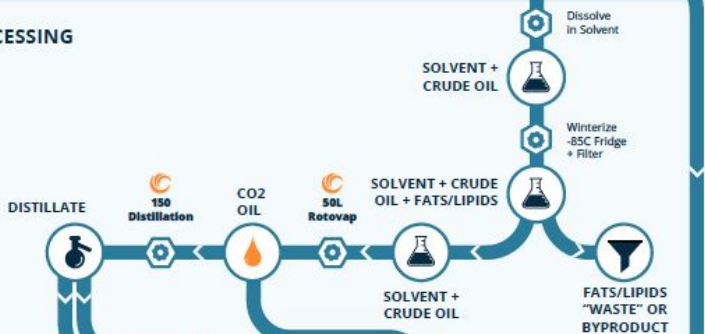 CESSING
Dissolve
in Solvent
SOLVENT +
CRUDE OIL
Winterize
-85C Fridge
+ Filter
SOLVENT + CRUDE
OIL + FATS/LIPIDS
DISTILLATE
150
Distillation
CO2
OIL
50L
Rotovap
SOLVENT +
CRUDE OIL
FATS/LIPIDS
“WASTE” OR
BYPRODUCT